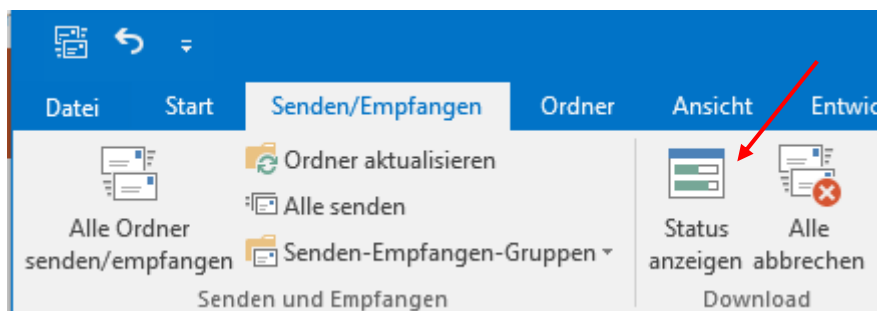 Datei Start Senden/Empfangen Ordner Ansicht
Ordner aktualisieren
Alle senden
Senden-Empfangen-Gruppen
Alle Ordner
senden/empfangen
Status
anzeigen
Alle
abbrechen
Senden und Empfangen
Download